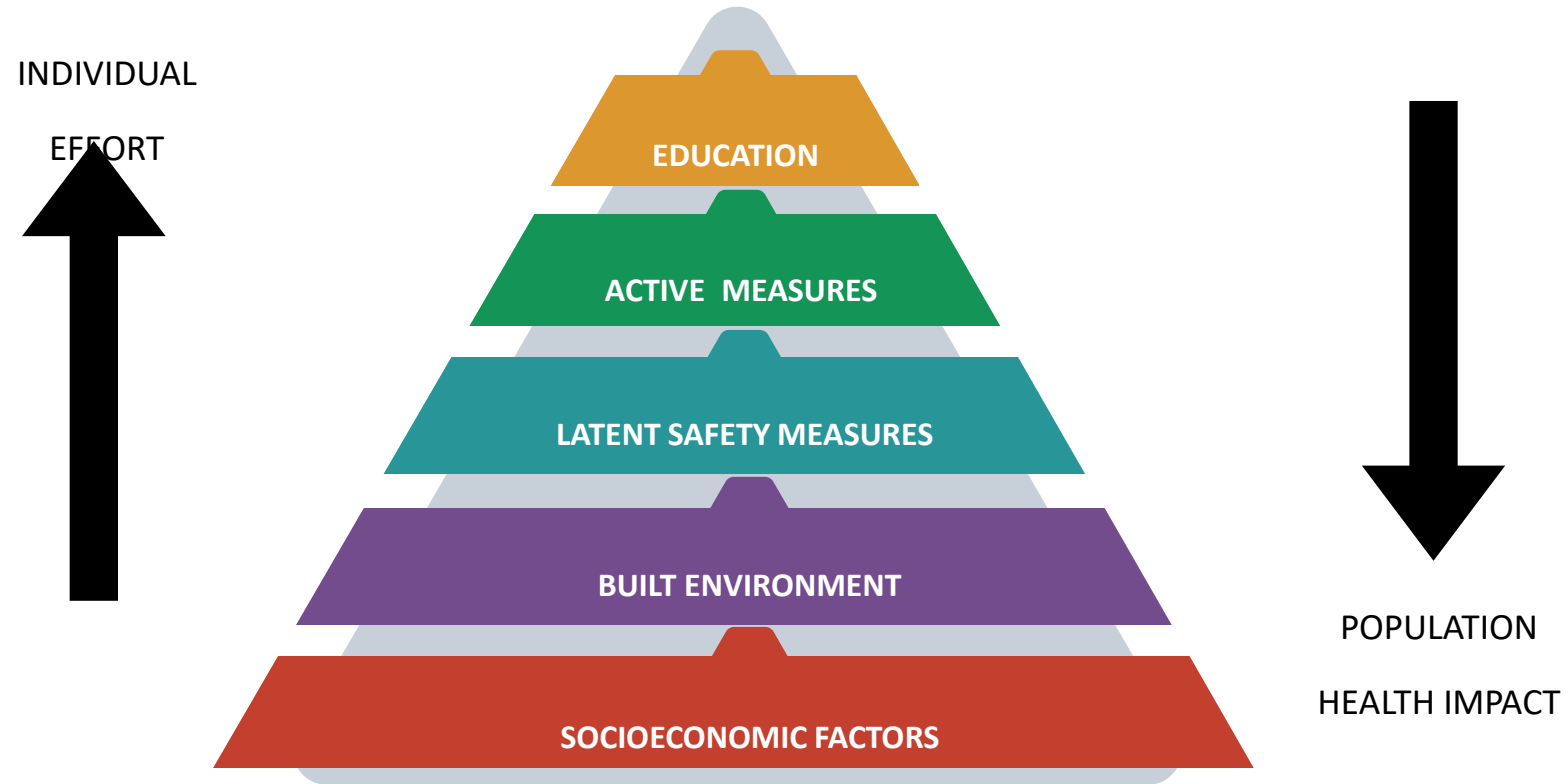 INDIVIDUAL
EFFORT
EDUCATION
ACTIVE MEASURES
LATENT SAFETY MEASURES
BUILT ENVIRONMENT
SOCIOECONOMIC FACTORS
POPULATION
HEALTH IMPACT